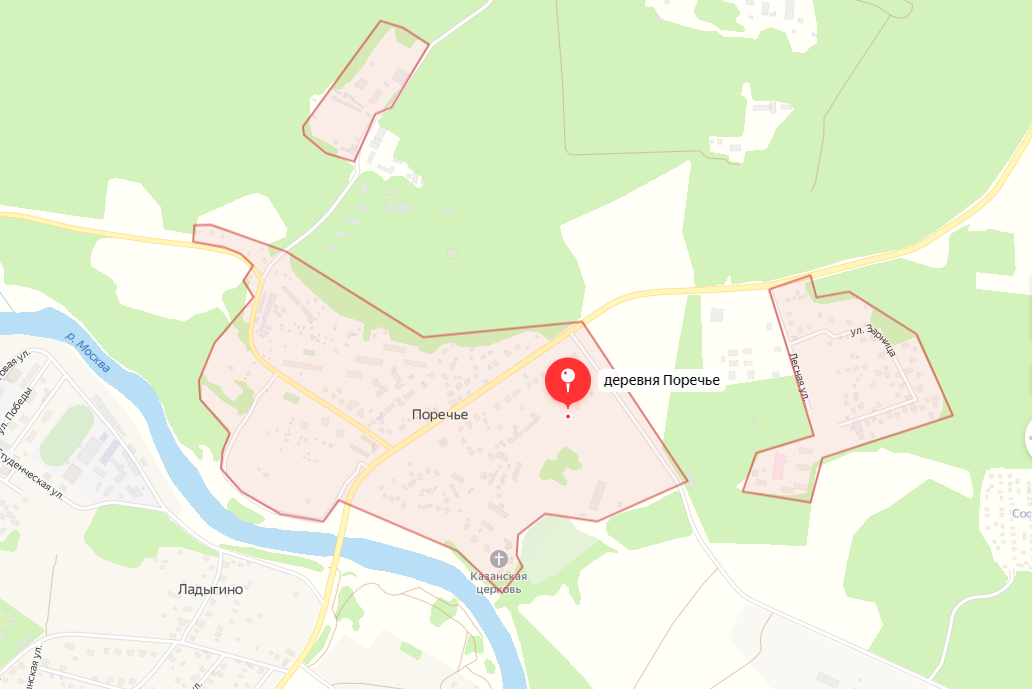 р. Москва
ул. Победы
Студенческая ул.
Поречье
деревня Поречье
ул. Зарница
Лесная ул.
Казанская
церковь
Ладыгино